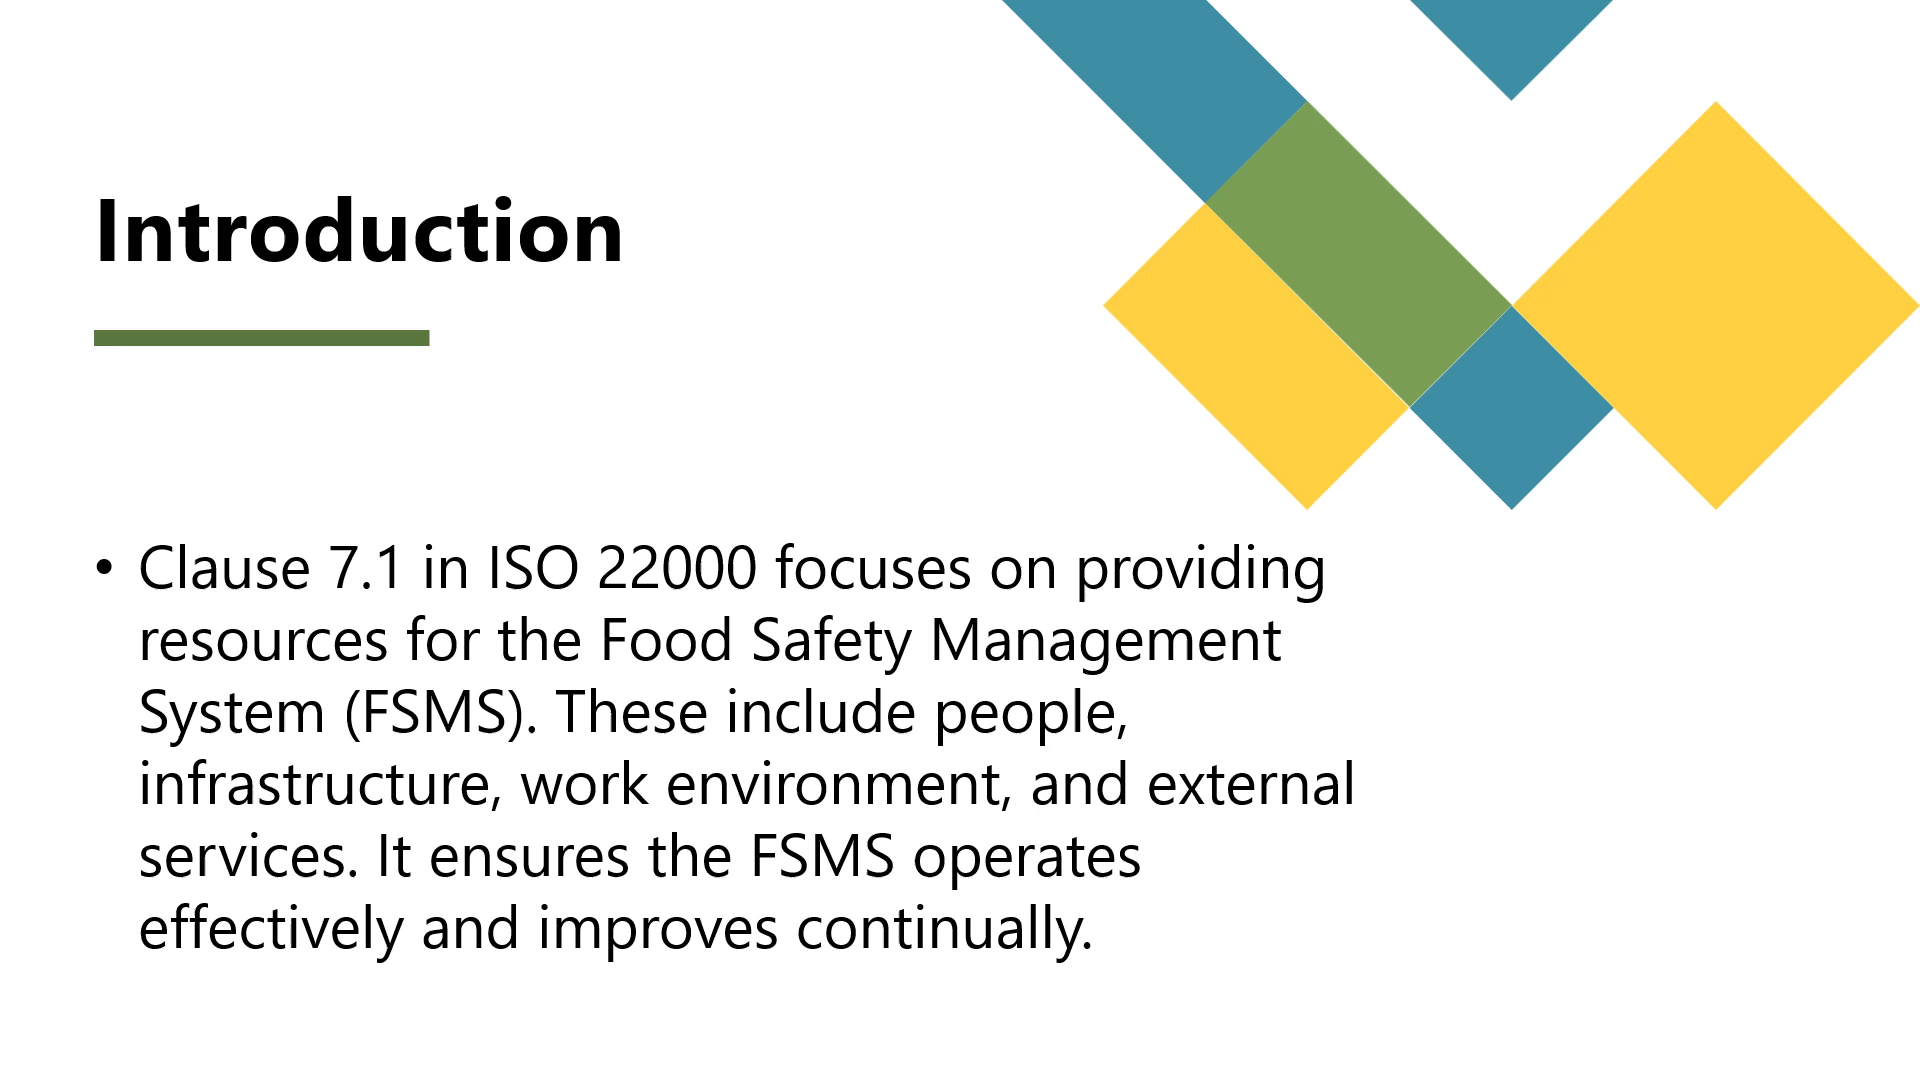 Introduction
• Clause 7.1 in ISO 22000 focuses on providing
resources for the Food Safety Management
System (FSMS). These include people,
infrastructure, work environment, and external
services. It ensures the FSMS operates
effectively and improves continually.